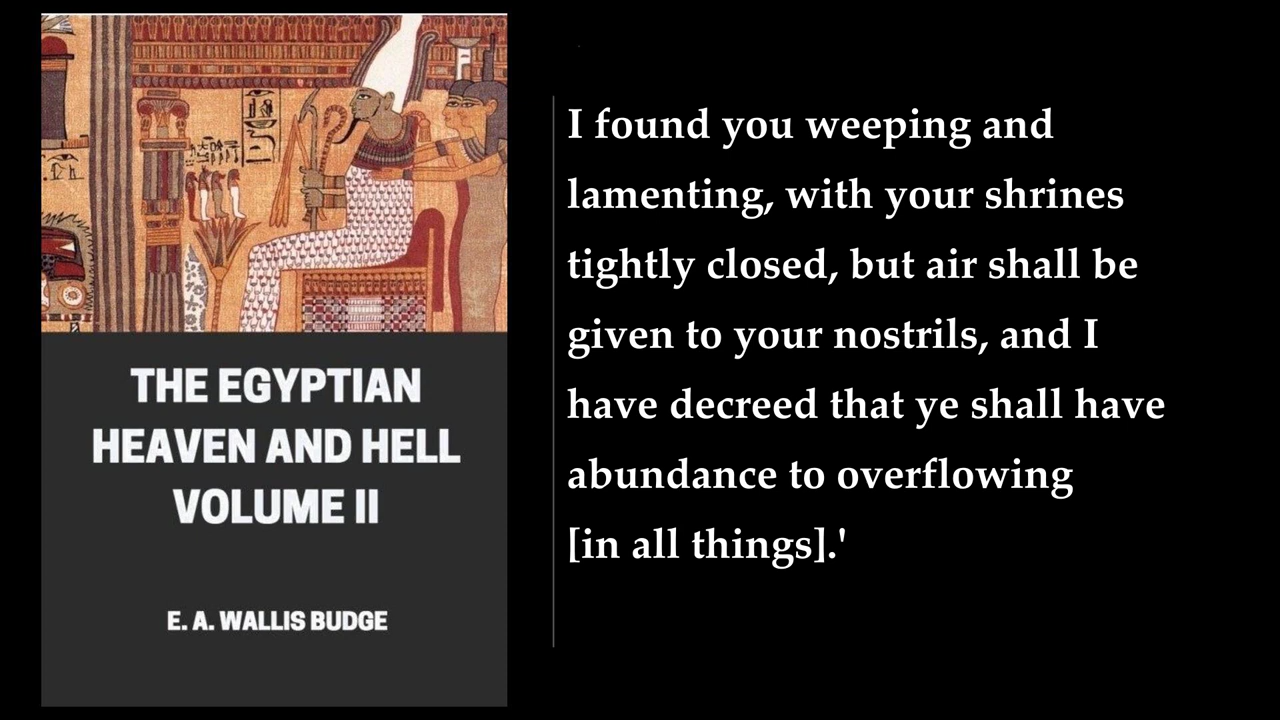 THE EGYPTIAN
HEAVEN AND HELL
VOLUME II
E. A. WALLIS BUDGE
I found you weeping and
lamenting, with your shrines
tightly closed, but air shall be
given to your nostrils, and I
have decreed that ye shall have
abundance to overflowing
[in all things].'